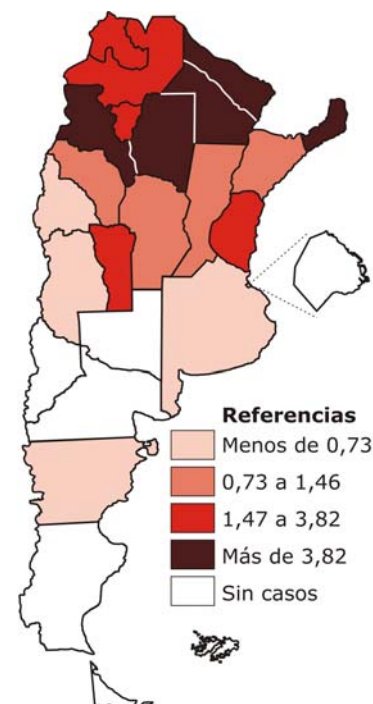 Referencias
Menos de 0,73
0,73 a 1,46
1,47 a 3,82
Más de 3,82
Sin casos